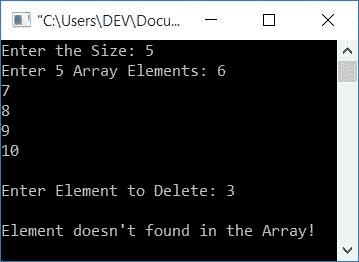 "C:\Users\DEV\Docu...
Enter the Size: 5
Enter 5 Array Elements: 6
7
8
9
10
Enter Element to Delete: 3
Element doesn't found in the Array!